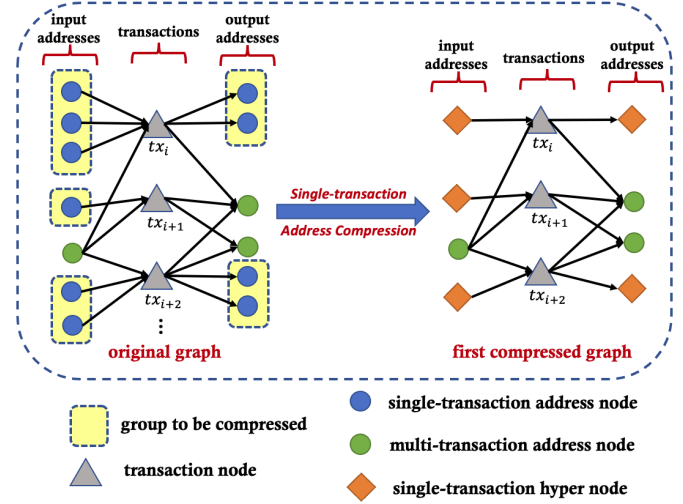 input
addresses
transactions
output
addresses
input
addresses
transactions
output
addresses
tx_i
tx_{i+1}
tx_{i+2}
⋮
Single-transaction
Address Compression
tx_i
tx_{i+1}
tx_{i+2}
original graph
first compressed graph
group to be compressed
transaction node
single-transaction address node
multi-transaction address node
single-transaction hyper node